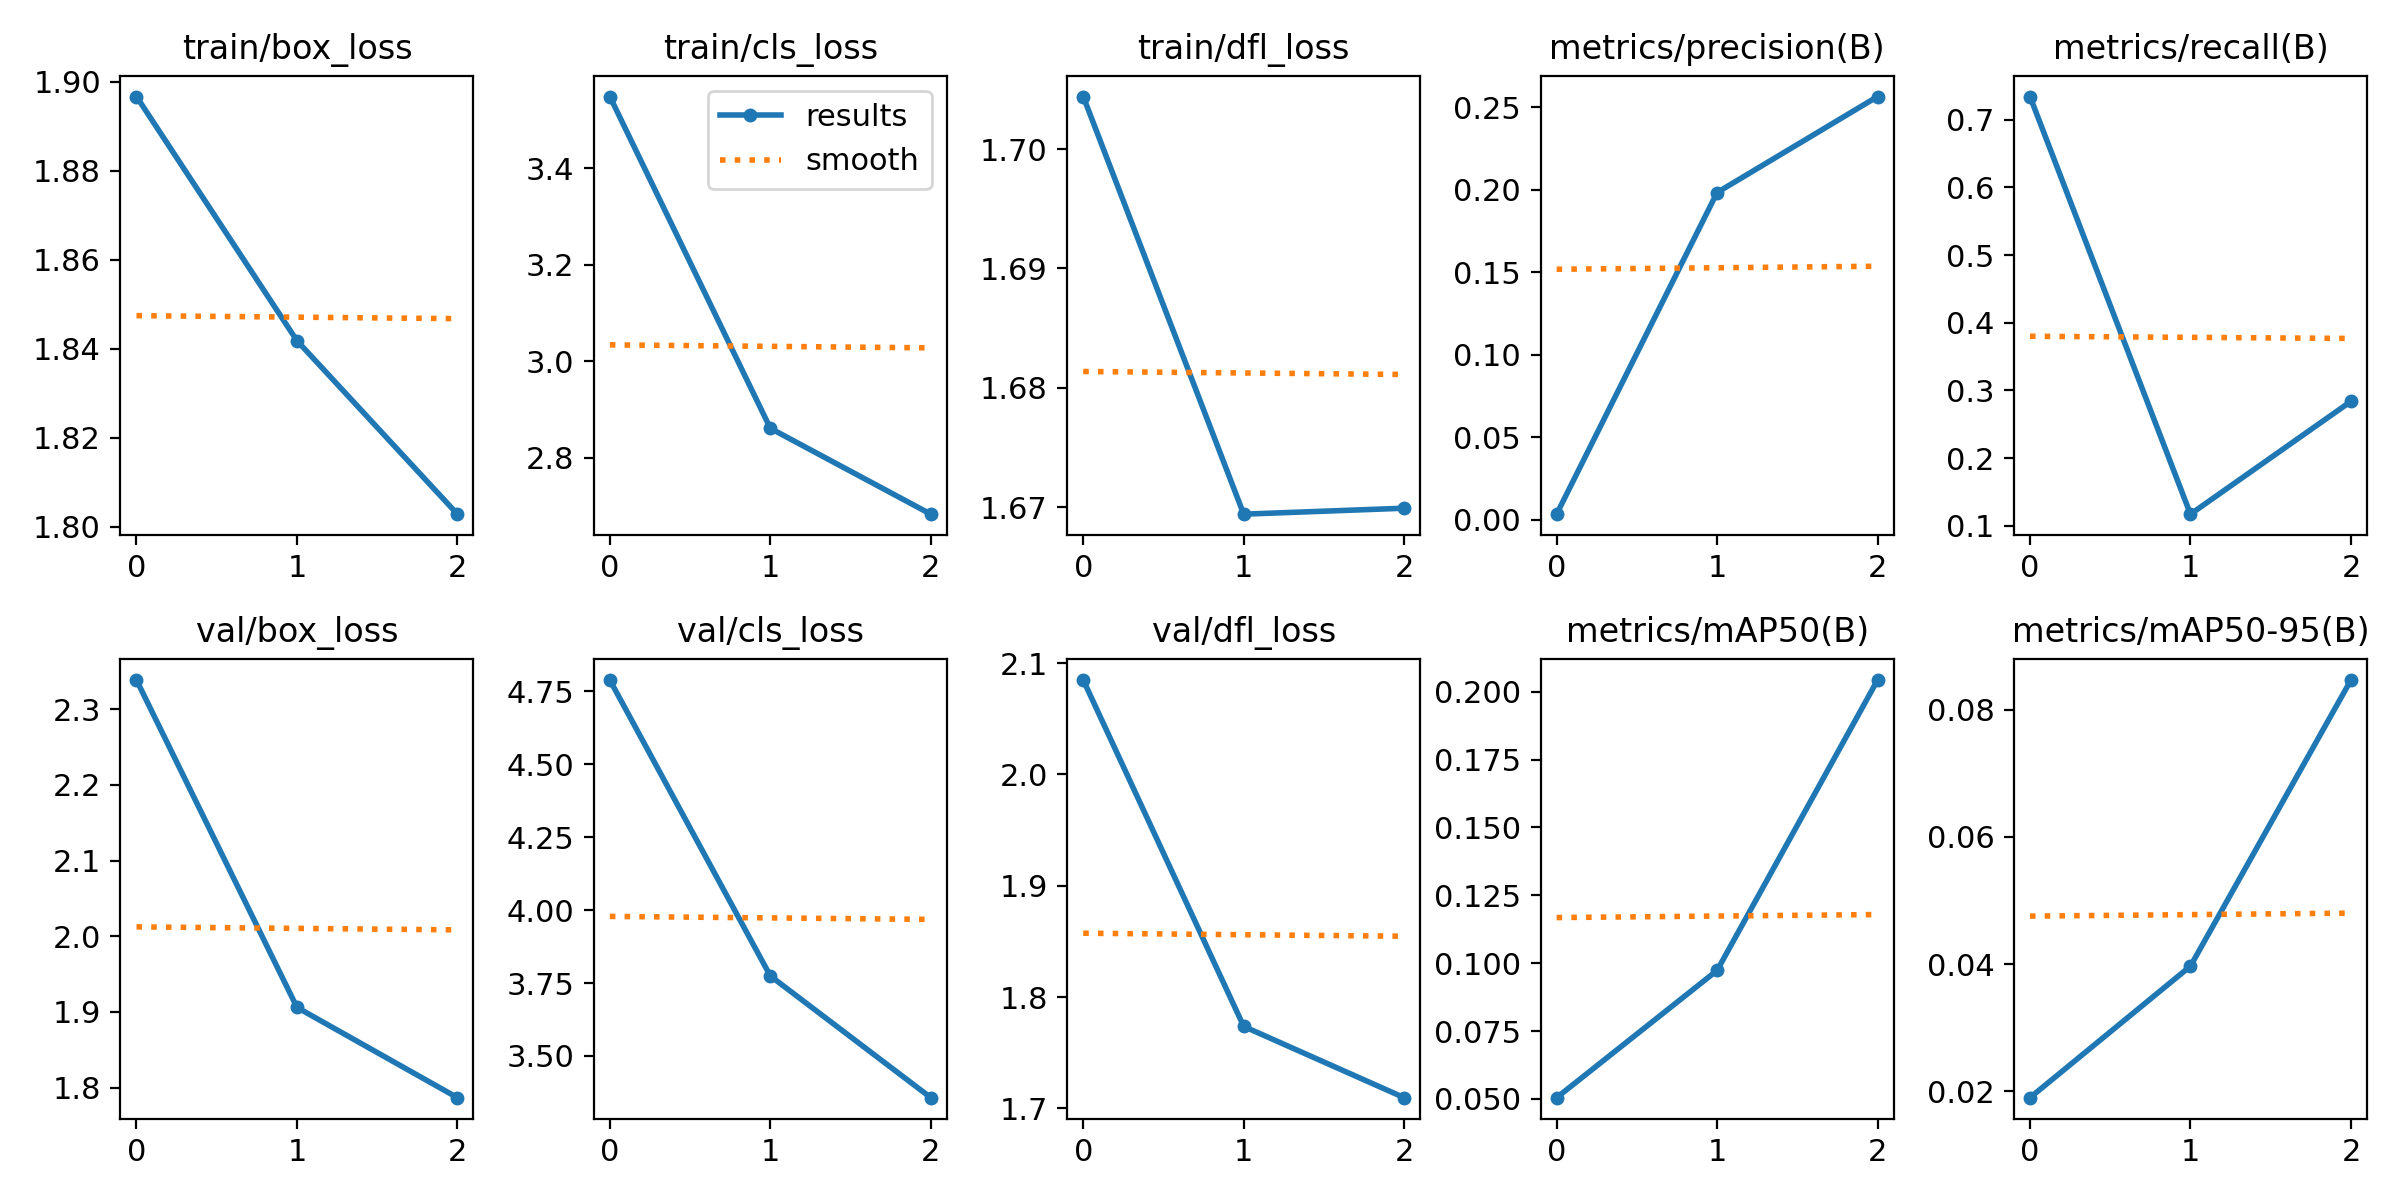 train/box_loss
1.90
1.88
1.86
1.84
1.82
1.80
0 1 2
train/cls_loss
results
smooth
3.4
3.2
3.0
2.8
0 1 2
train/dfl_loss
1.70
1.69
1.68
1.67
0 1 2
metrics/precision(B)
0.25
0.20
0.15
0.10
0.05
0.00
0 1 2
metrics/recall(B)
0.7
0.6
0.5
0.4
0.3
0.2
0.1
0 1 2
val/box_loss
2.3
2.2
2.1
2.0
1.9
1.8
0 1 2
val/cls_loss
4.75
4.50
4.25
4.00
3.75
3.50
0 1 2
val/dfl_loss
2.1
2.0
1.9
1.8
1.7
0 1 2
metrics/mAP50(B)
0.200
0.175
0.150
0.125
0.100
0.075
0.050
0 1 2
metrics/mAP50-95(B)
0.08
0.06
0.04
0.02
0 1 2